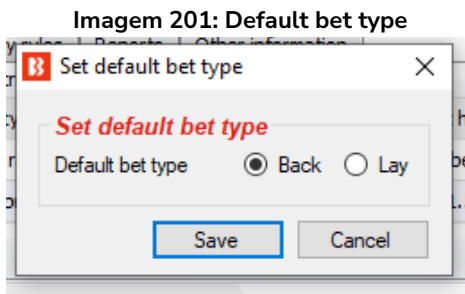 Imagem 201: Default bet type
y rules Reports Other information
Set default bet type
Set default bet type
Default bet type Back Lay
Save Cancel